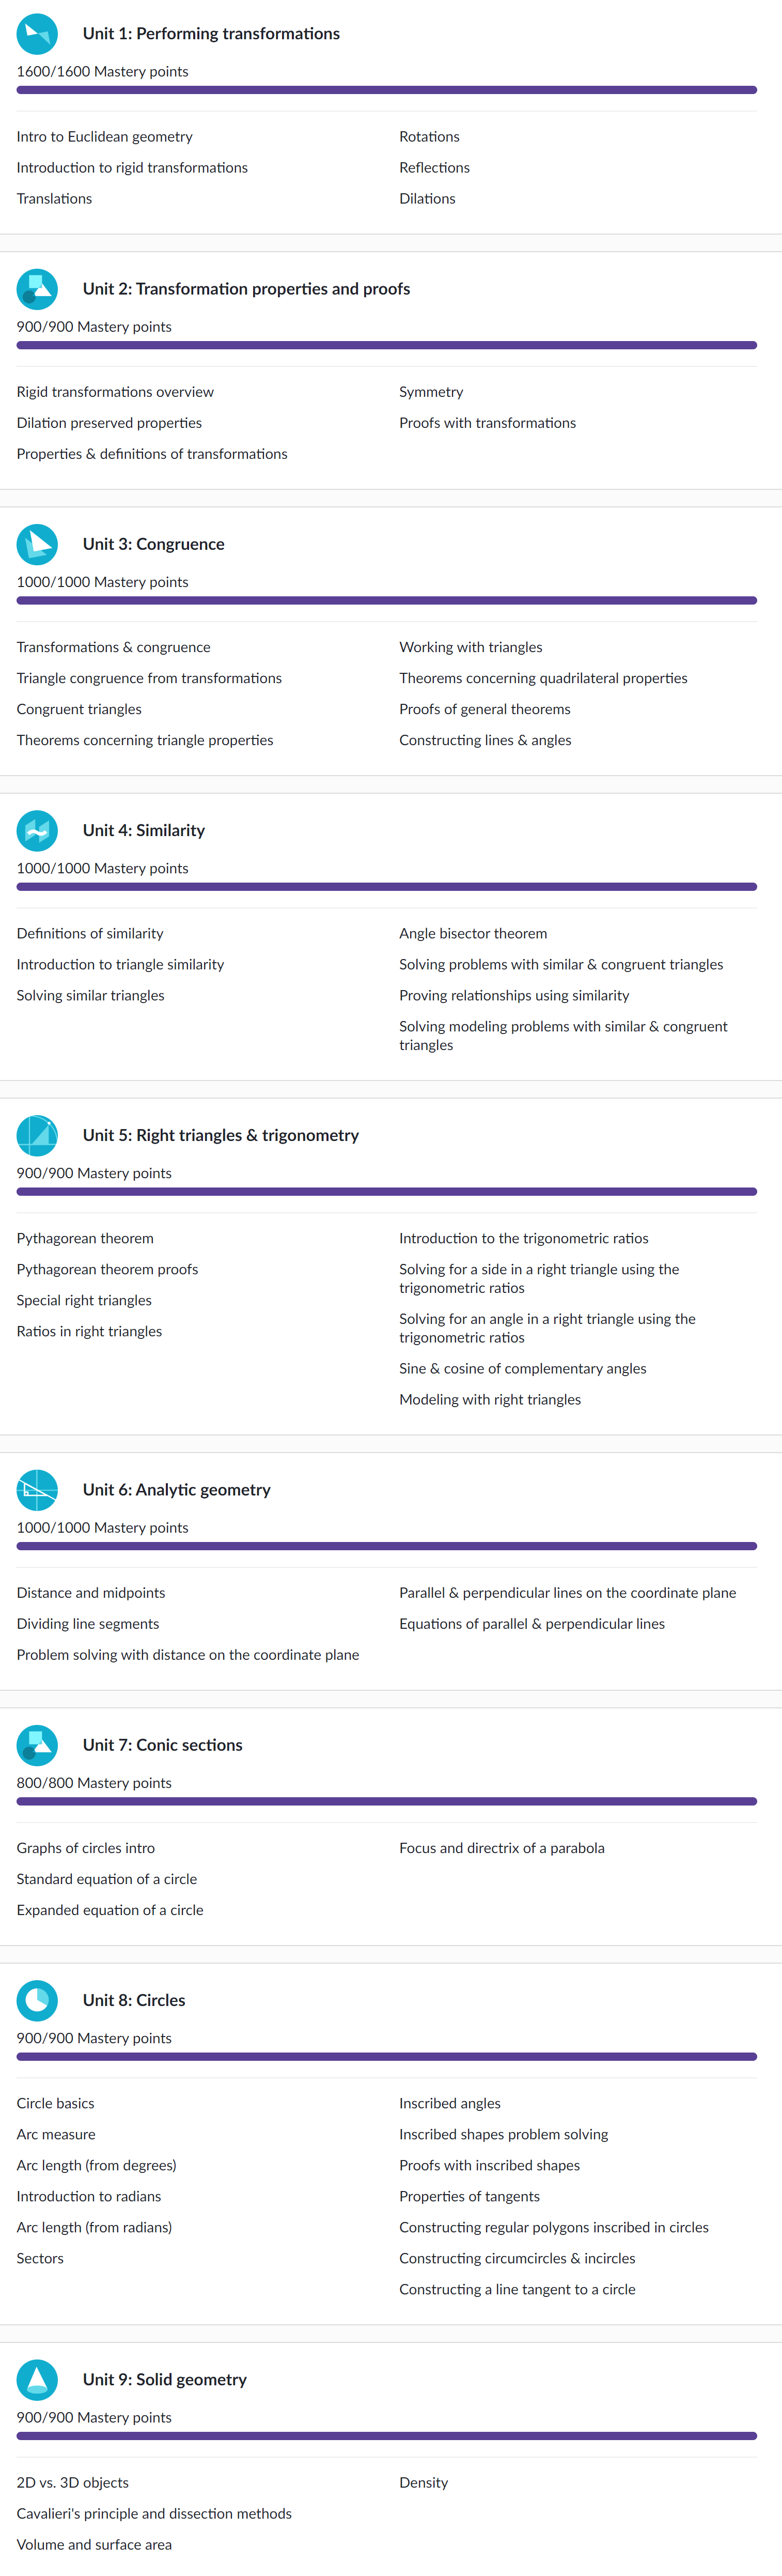 Unit 1: Performing transformations
1600/1600 Mastery points
Intro to Euclidean geometry
Introduction to rigid transformations
Translations
Rotations
Reflections
Dilations
Unit 2: Transformation properties and proofs
900/900 Mastery points
Rigid transformations overview
Dilation preserved properties
Properties & definitions of transformations
Symmetry
Proofs with transformations
Unit 3: Congruence
1000/1000 Mastery points
Transformations & congruence
Triangle congruence from transformations
Congruent triangles
Theorems concerning triangle properties
Working with triangles
Theorems concerning quadrilateral properties
Proofs of general theorems
Constructing lines & angles
Unit 4: Similarity
1000/1000 Mastery points
Definitions of similarity
Introduction to triangle similarity
Solving similar triangles
Angle bisector theorem
Solving problems with similar & congruent triangles
Proving relationships using similarity
Solving modeling problems with similar & congruent
triangles
Unit 5: Right triangles & trigonometry
900/900 Mastery points
Pythagorean theorem
Pythagorean theorem proofs
Special right triangles
Ratios in right triangles
Introduction to the trigonometric ratios
Solving for a side in a right triangle using the
trigonometric ratios
Solving for an angle in a right triangle using the
trigonometric ratios
Sine & cosine of complementary angles
Modeling with right triangles
Unit 6: Analytic geometry
1000/1000 Mastery points
Distance and midpoints
Dividing line segments
Problem solving with distance on the coordinate plane
Parallel & perpendicular lines on the coordinate plane
Equations of parallel & perpendicular lines
Unit 7: Conic sections
800/800 Mastery points
Graphs of circles intro
Standard equation of a circle
Expanded equation of a circle
Focus and directrix of a parabola
Unit 8: Circles
900/900 Mastery points
Circle basics
Arc measure
Arc length (from degrees)
Introduction to radians
Arc length (from radians)
Sectors
Inscribed angles
Inscribed shapes problem solving
Proofs with inscribed shapes
Properties of tangents
Constructing regular polygons inscribed in circles
Constructing circumcircles & incircles
Constructing a line tangent to a circle
Unit 9: Solid geometry
900/900 Mastery points
2D vs. 3D objects
Cavalieri's principle and dissection methods
Volume and surface area
Density